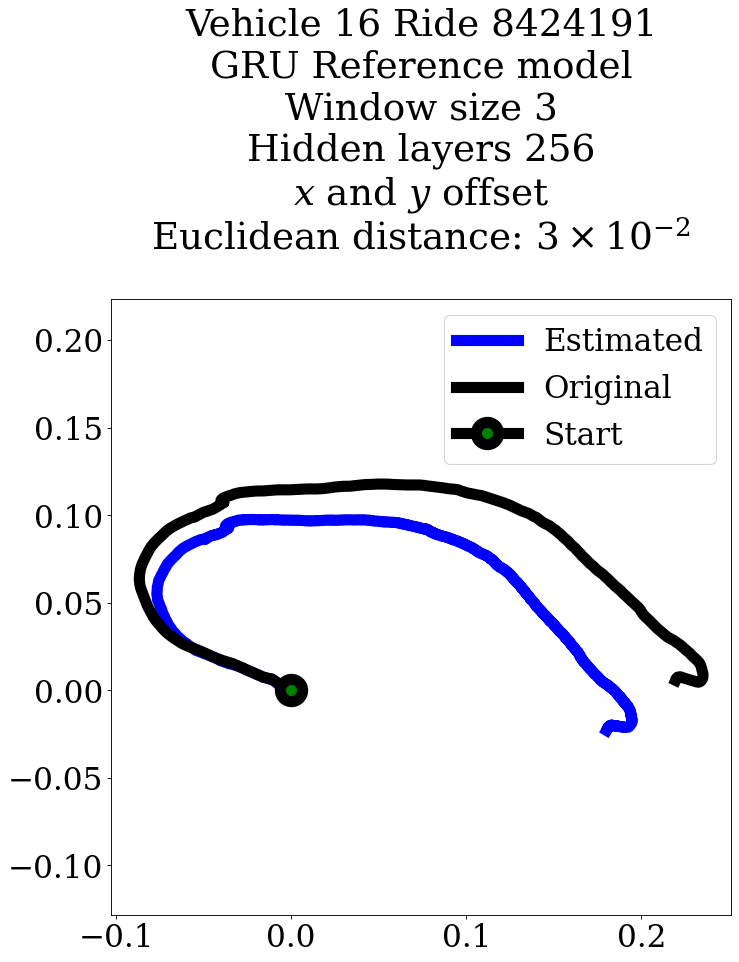 Vehicle 16 Ride 8424191
GRU Reference model
Window size 3
Hidden layers 256
x and y offset
Euclidean distance: 3 × 10⁻²
Estimated
Original
Start
0.20
0.15
0.10
0.05
0.00
−0.05
−0.10
−0.1 0.0 0.1 0.2